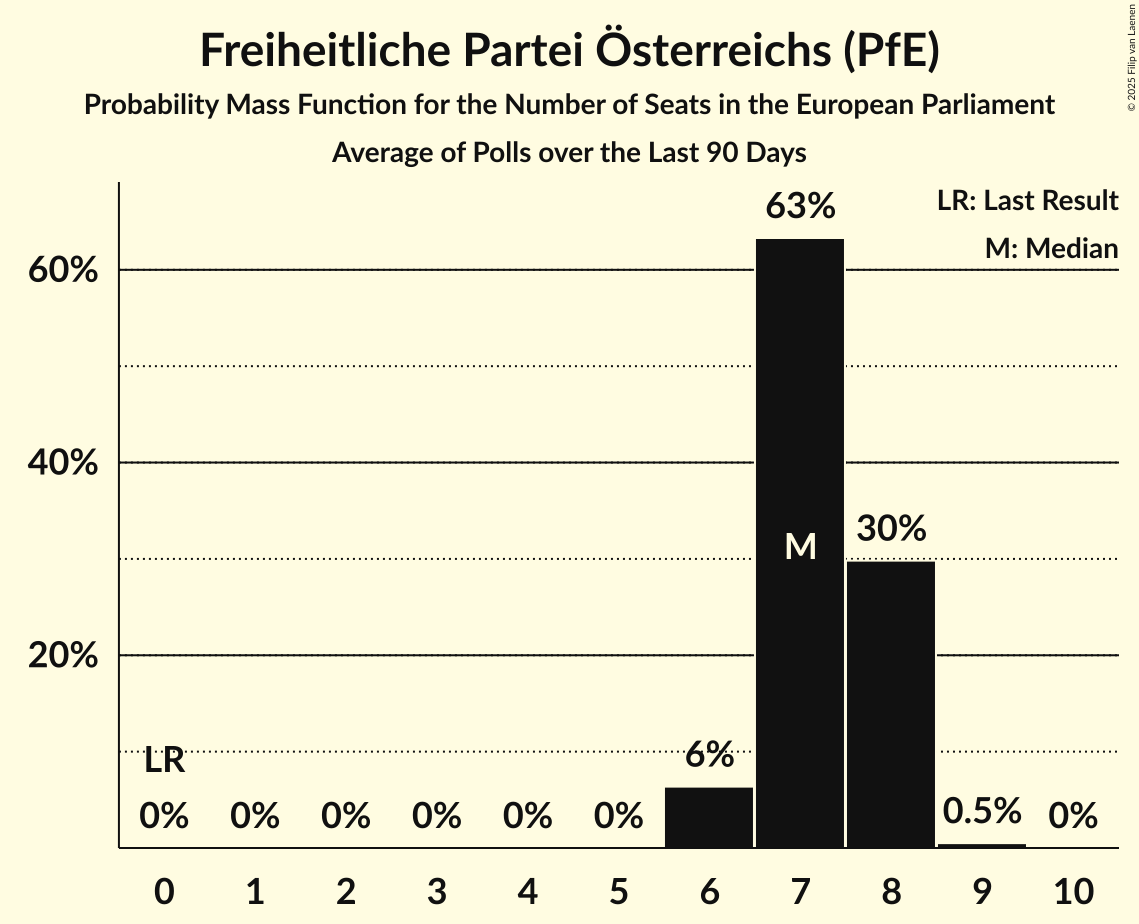 Freiheitliche Partei Österreichs (PfE)
Probability Mass Function for the Number of Seats in the European Parliament
Average of Polls over the Last 90 Days
© 2025 Filip van Laenen
LR: Last Result
M: Median
63%
60%
40%
30%
M
20%
LR
6%
0% 0% 0% 0% 0% 0% 0.5% 0%
0 1 2 3 4 5 6 7 8 9 10